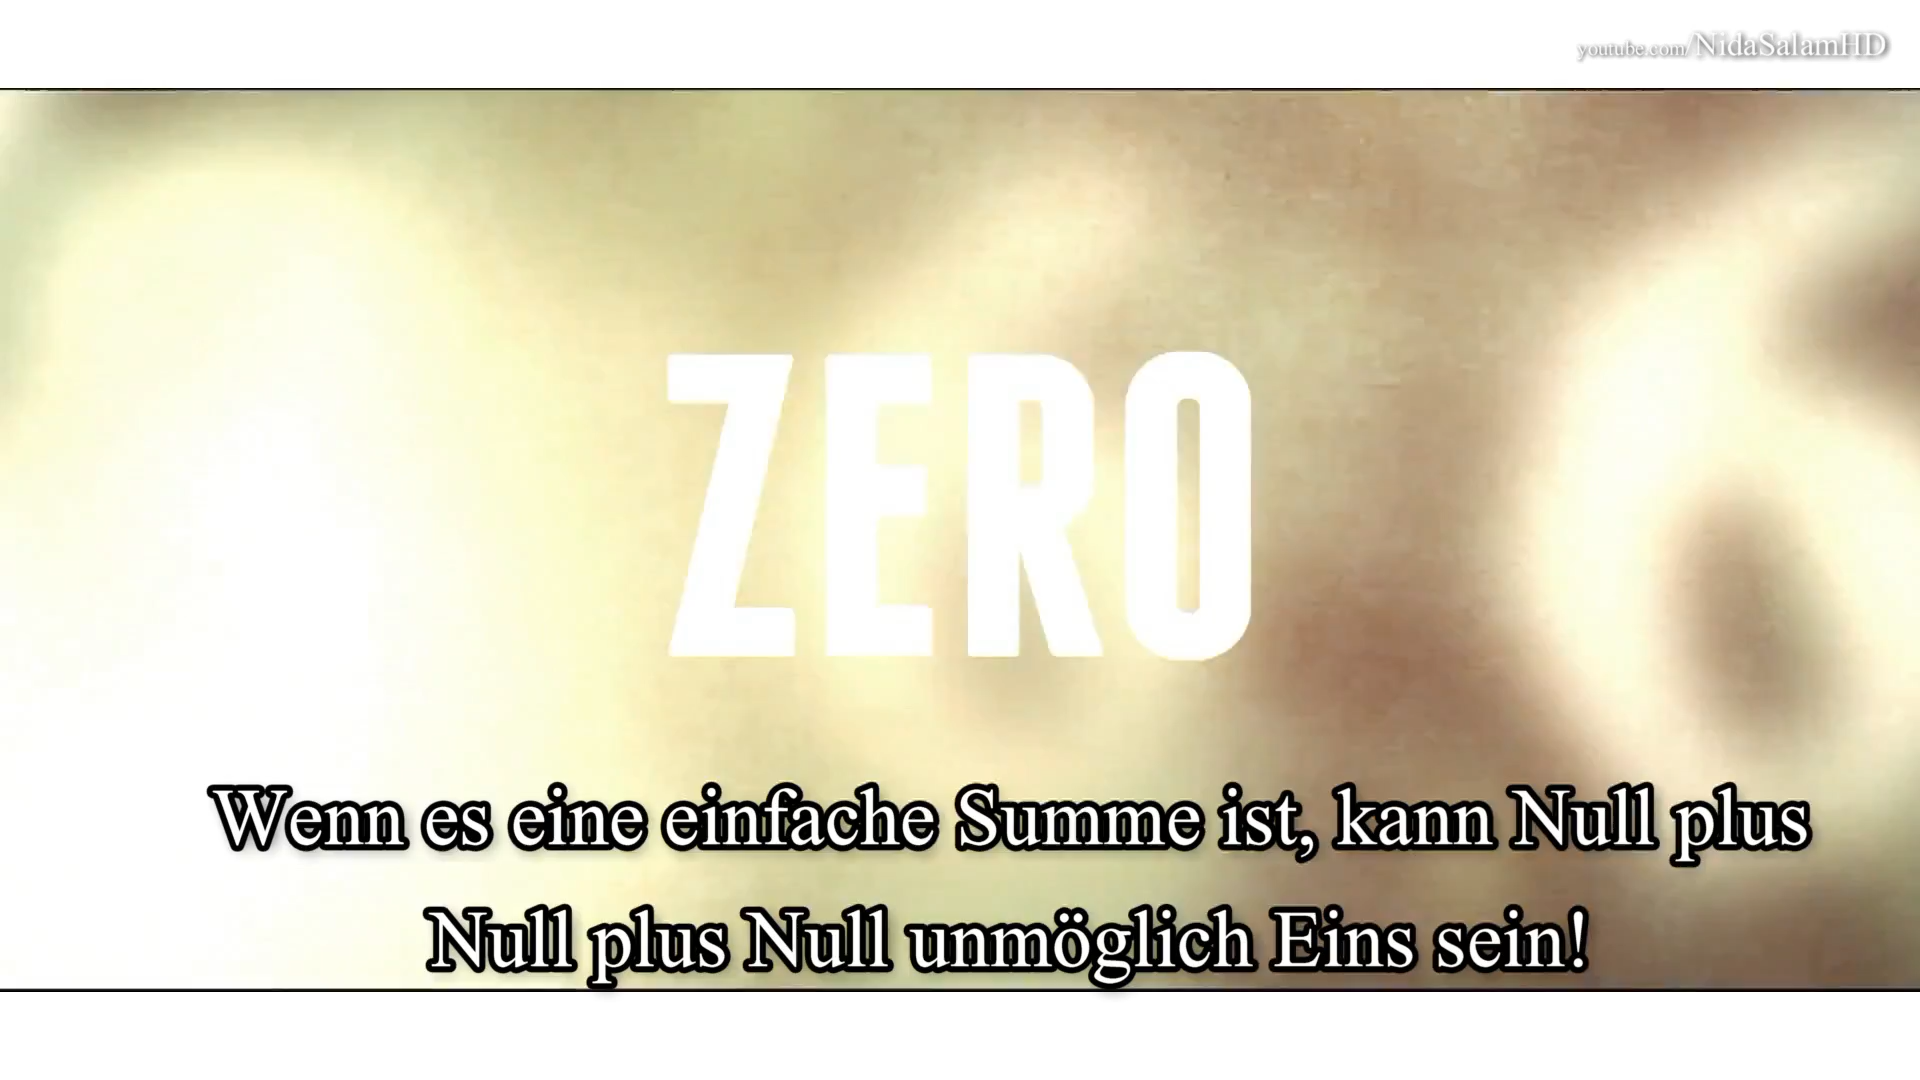 youtube.com/NidaSalamHD
ZERO
Wenn es eine einfache Summe ist, kann Null plus
Null plus Null unmöglich Eins sein!